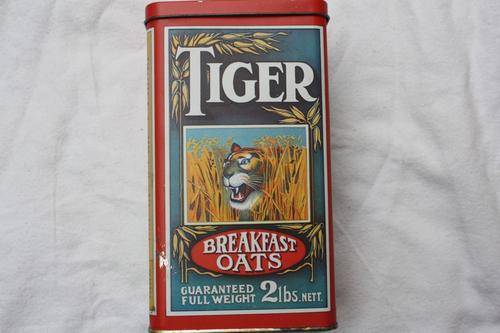 TIGER
BREAKFAST
OATS
GUARANTEED
FULL WEIGHT 2lbs. NETT.